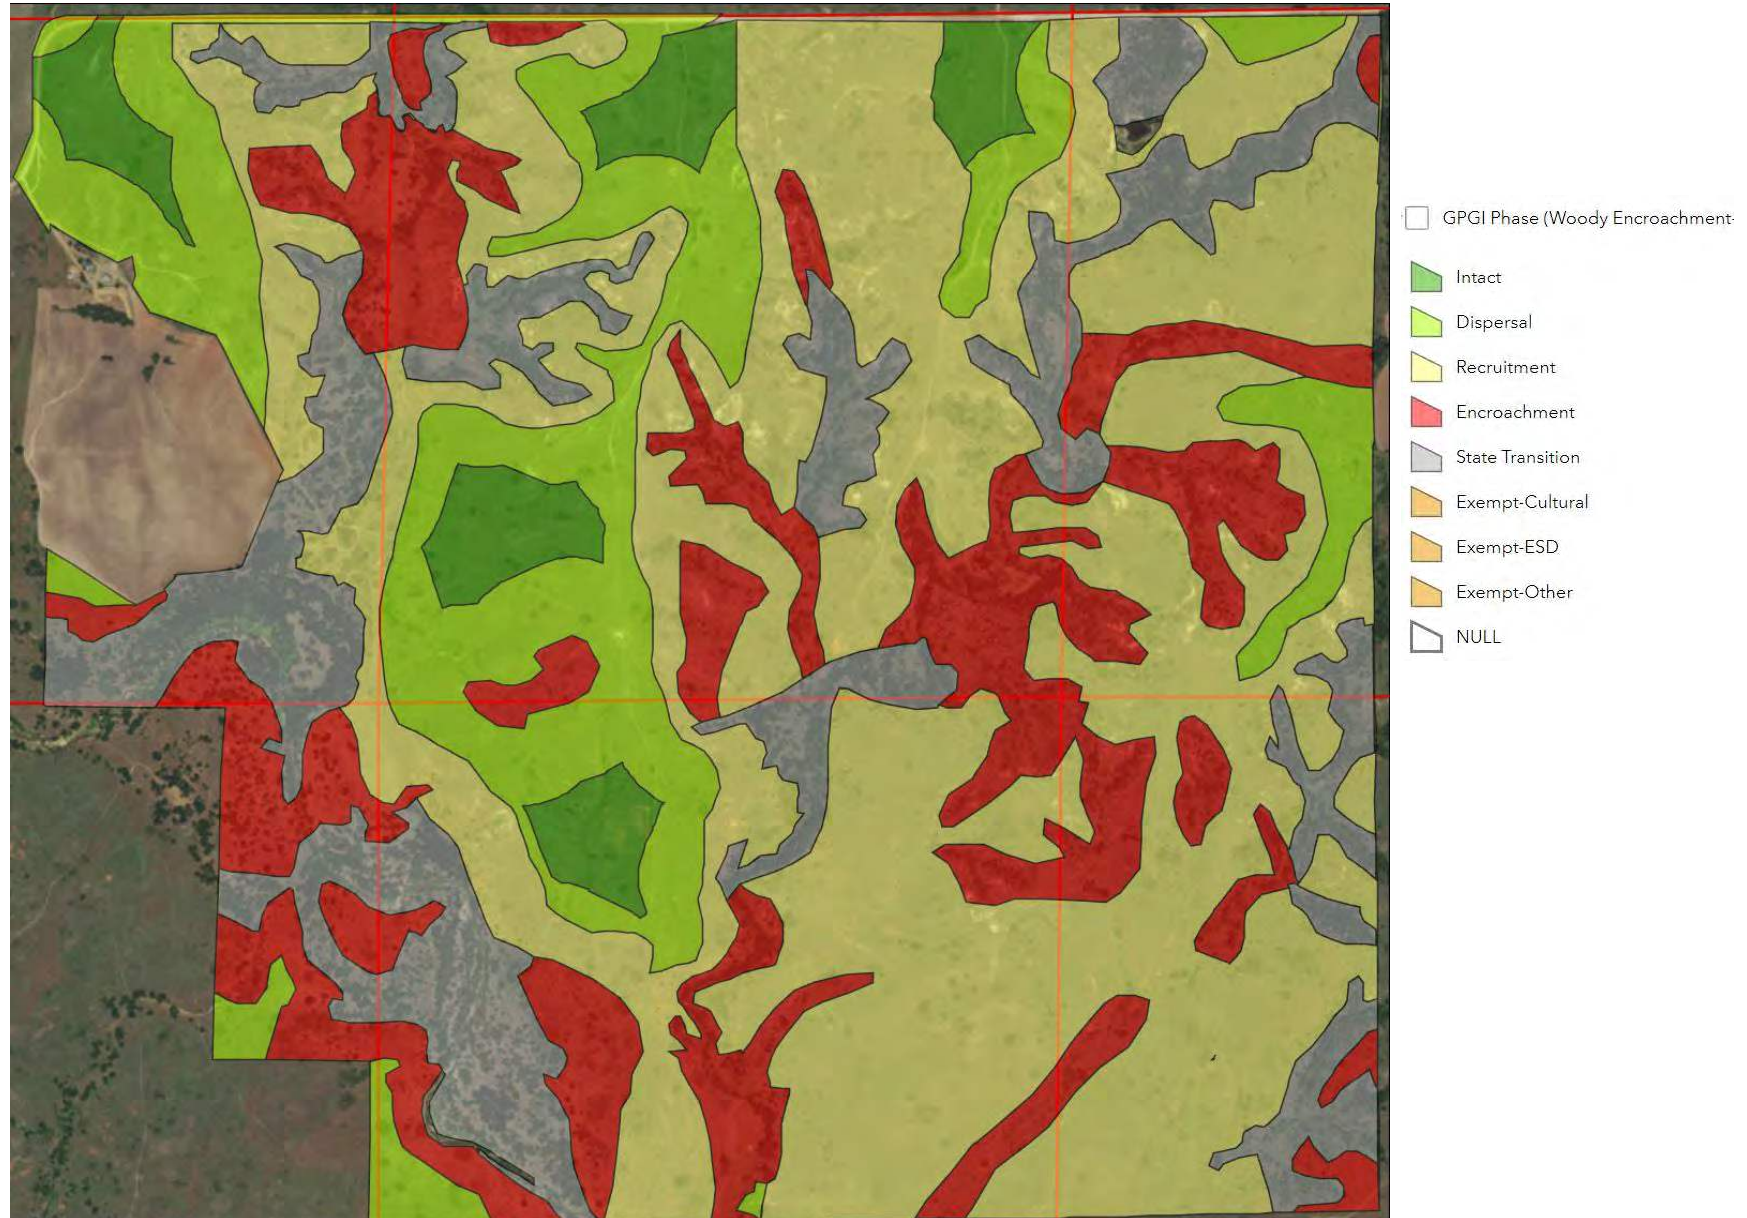 GPGI Phase (Woody Encroachment-
Intact
Dispersal
Recruitment
Encroachment
State Transition
Exempt-Cultural
Exempt-ESD
Exempt-Other
NULL